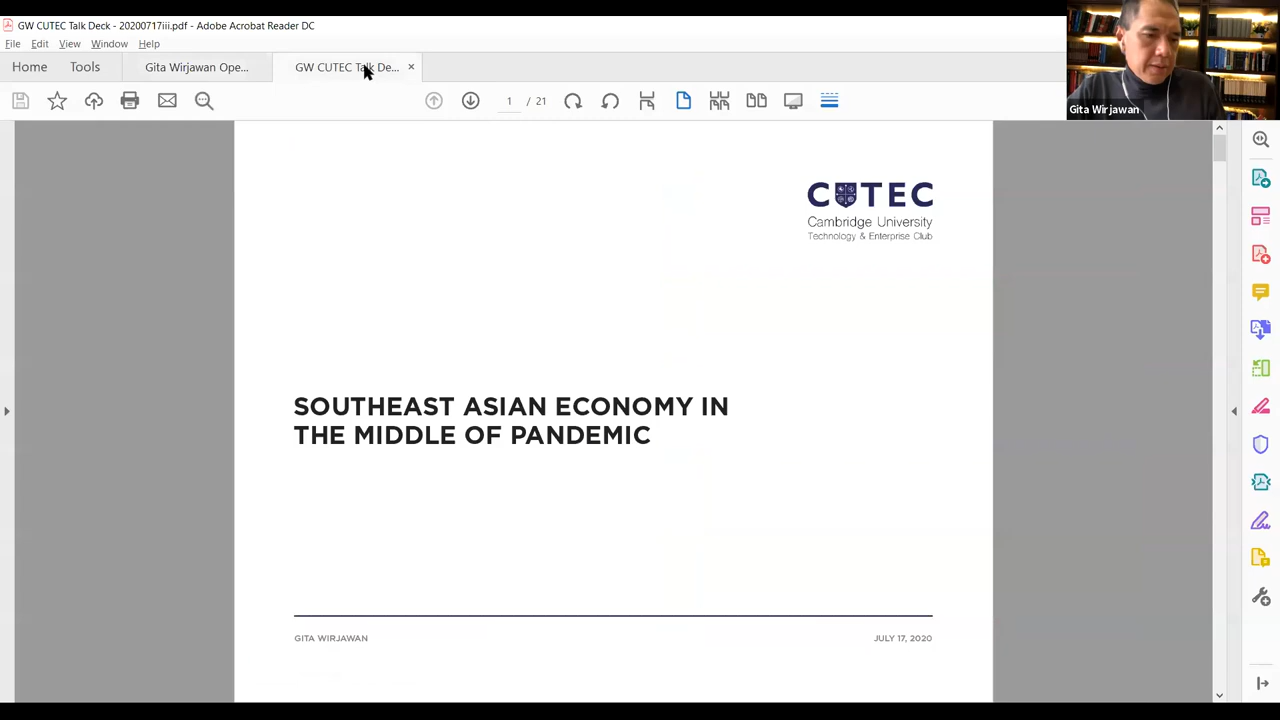 GW CUTEC Talk Deck - 20200717iii.pdf - Adobe Acrobat Reader DC
File Edit View Window Help
Home Tools Gita Wirjawan Ope... GW CUTEC Talk De... ×
1 / 21
Gita Wirjawan
CUTEC
Cambridge University
Technology & Enterprise Club
SOUTHEAST ASIAN ECONOMY IN
THE MIDDLE OF PANDEMIC
GITA WIRJAWAN JULY 17, 2020